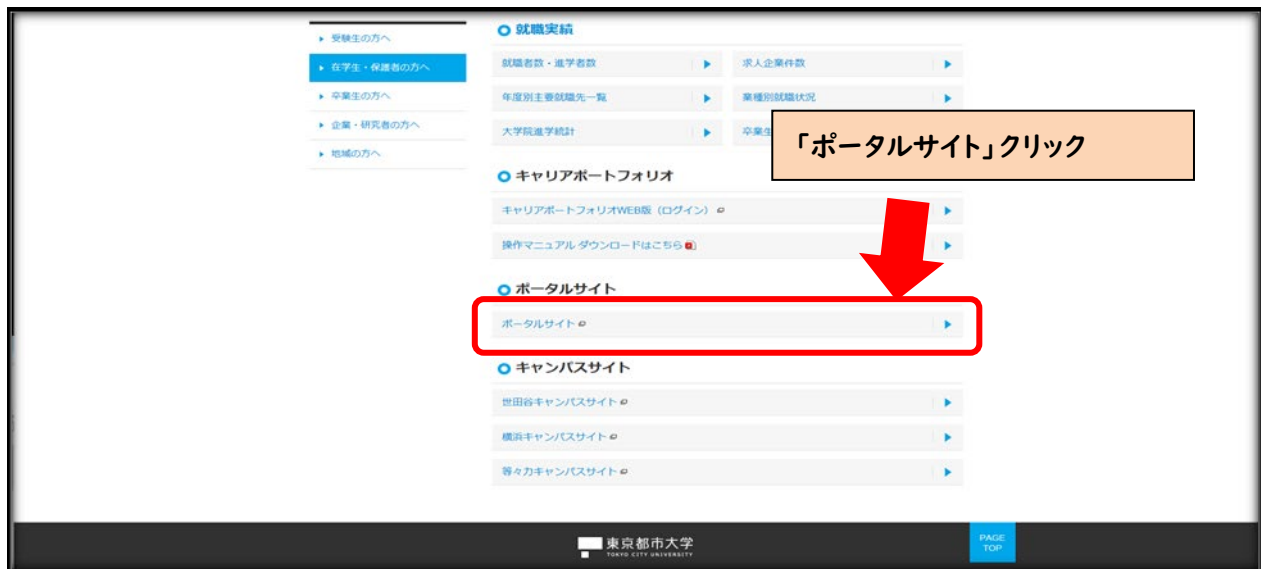 受験生の方へ
在学生・保護者の方へ
卒業生の方へ
企業・研究者の方へ
地域の方へ
就職実績
就職者数・進学者数
求人企業件数
年度別主要就職先一覧
業種別就職状況
大学院進学統計
卒業生
「ポータルサイト」クリック
キャリアポートフォリオ
キャリアポートフォリオWEB版（ログイン）
操作マニュアル ダウンロードはこちら
ポータルサイト
ポータルサイト
キャンパスサイト
世田谷キャンパスサイト
横浜キャンパスサイト
等々力キャンパスサイト
東京都市大学
TOKYO CITY UNIVERSITY
PAGE
TOP